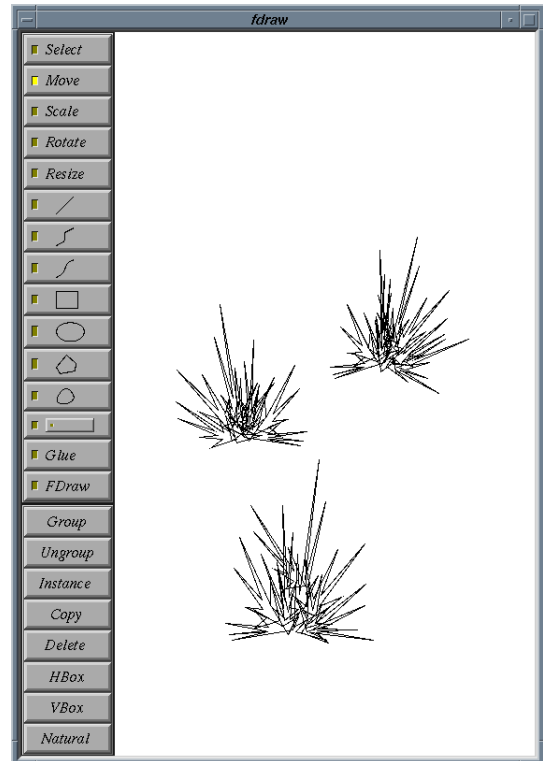 fdraw
Select
Move
Scale
Rotate
Resize
Glue
FDraw
Group
Ungroup
Instance
Copy
Delete
HBox
VBox
Natural